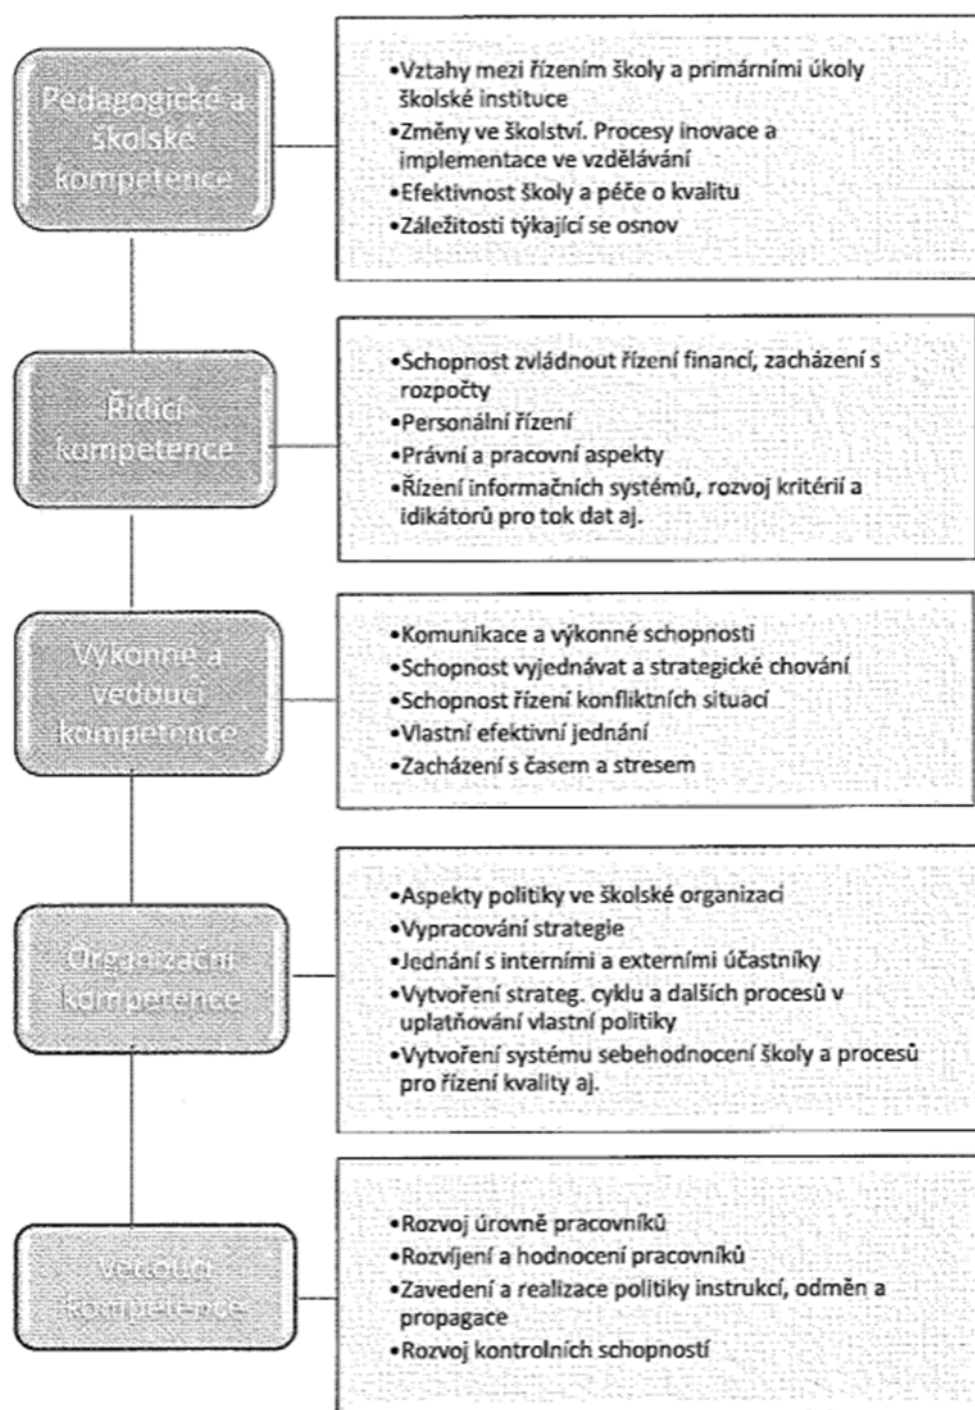 Pedagogické a
školské
kompetence
•Vztahy mezi řízením školy a primárními úkoly
školské instituce
•Změny ve školství. Procesy inovace a
implementace ve vzdělávání
•Efektivnost školy a péče o kvalitu
•Záležitosti týkající se osnov
Řídící
kompetence
•Schopnost zvládnout řízení financí, zacházení s
rozpočty
•Personální řízení
•Právní a pracovní aspekty
•Řízení informačních systémů, rozvoj kritérií a
idikátorů pro tok dat aj.
Výkonné a
vedoucí
kompetence
•Komunikace a výkonné schopnosti
•Schopnost vyjednávat a strategické chování
•Schopnost řízení konfliktních situací
•Vlastní efektivní jednání
•Zacházení s časem a stresem
Organizační
kompetence
•Aspekty politiky ve školské organizaci
•Vypracování strategie
•Jednání s interními a externími účastníky
•Vytvoření strateg. cyklu a dalších procesů v
uplatňování vlastní politiky
•Vytvoření systému sebehodnocení školy a procesů
pro řízení kvality aj.
Vedoucí
kompetence
•Rozvoj úrovně pracovníků
•Rozvíjení a hodnocení pracovníků
•Zavedení a realizace politiky instrukcí, odměn a
propagace
•Rozvoj kontrolních schopností